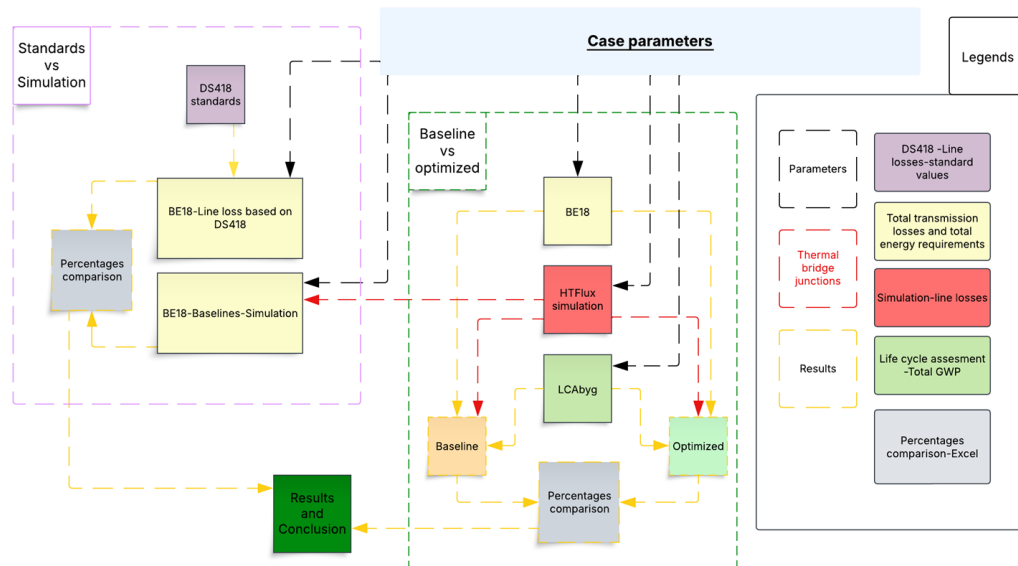 Case parameters
Standards
vs
Simulation
DS418
standards
BE18-Line loss based on
DS418
Percentages
comparison
BE18-Baselines-Simulation
Baseline
vs
optimized
BE18
HTFlux
simulation
LCAbyg
Baseline
Optimized
Percentages
comparison
Results
and
Conclusion
Legends
Parameters
DS418 -Line
losses-standard
values
Thermal
bridge
junctions
Total transmission
losses and total
energy requirements
Simulation-line losses
Results
Life cycle assesment
-Total GWP
Percentages
comparison-Excel